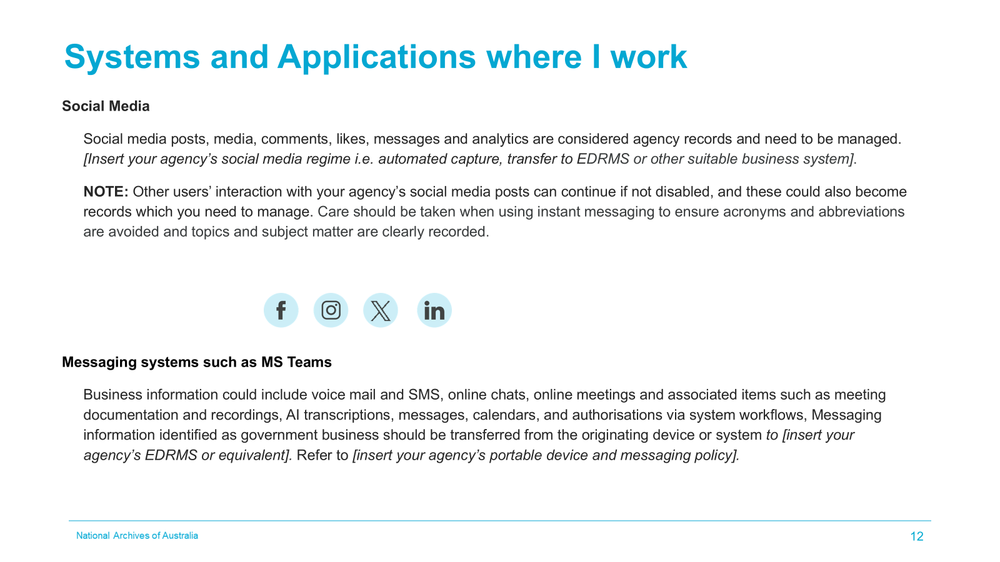 Systems and Applications where I work
Social Media
Social media posts, media, comments, likes, messages and analytics are considered agency records and need to be managed.
[Insert your agency’s social media regime i.e. automated capture, transfer to EDRMS or other suitable business system].
NOTE: Other users’ interaction with your agency’s social media posts can continue if not disabled, and these could also become
records which you need to manage. Care should be taken when using instant messaging to ensure acronyms and abbreviations
are avoided and topics and subject matter are clearly recorded.
f X in
Messaging systems such as MS Teams
Business information could include voice mail and SMS, online chats, online meetings and associated items such as meeting
documentation and recordings, AI transcriptions, messages, calendars, and authorisations via system workflows, Messaging
information identified as government business should be transferred from the originating device or system to [insert your
agency’s EDRMS or equivalent]. Refer to [insert your agency’s portable device and messaging policy].
National Archives of Australia
12